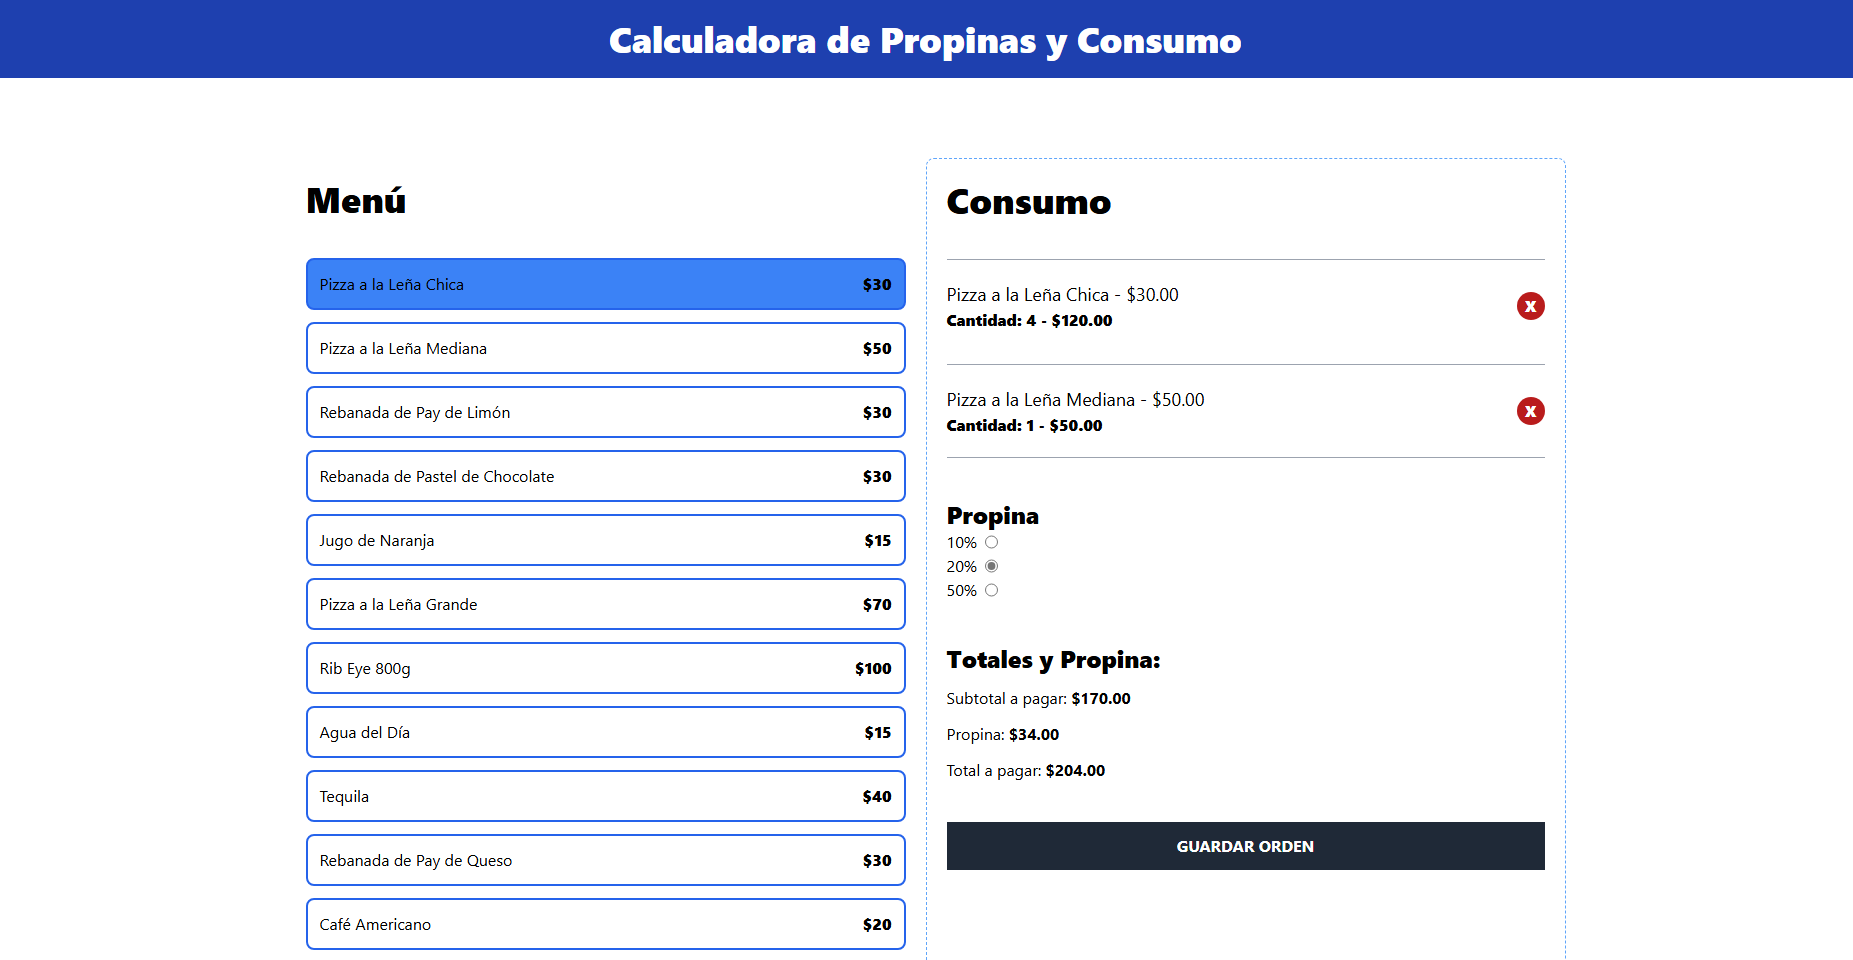 Calculadora de Propinas y Consumo
Menú
Pizza a la Leña Chica $30
Pizza a la Leña Mediana $50
Rebanada de Pay de Limón $30
Rebanada de Pastel de Chocolate $30
Jugo de Naranja $15
Pizza a la Leña Grande $70
Rib Eye 800g $100
Agua del Día $15
Tequila $40
Rebanada de Pay de Queso $30
Café Americano $20
Consumo
Pizza a la Leña Chica - $30.00
Cantidad: 4 - $120.00
X
Pizza a la Leña Mediana - $50.00
Cantidad: 1 - $50.00
X
Propina
10%
20%
50%
Totales y Propina:
Subtotal a pagar: $170.00
Propina: $34.00
Total a pagar: $204.00
GUARDAR ORDEN